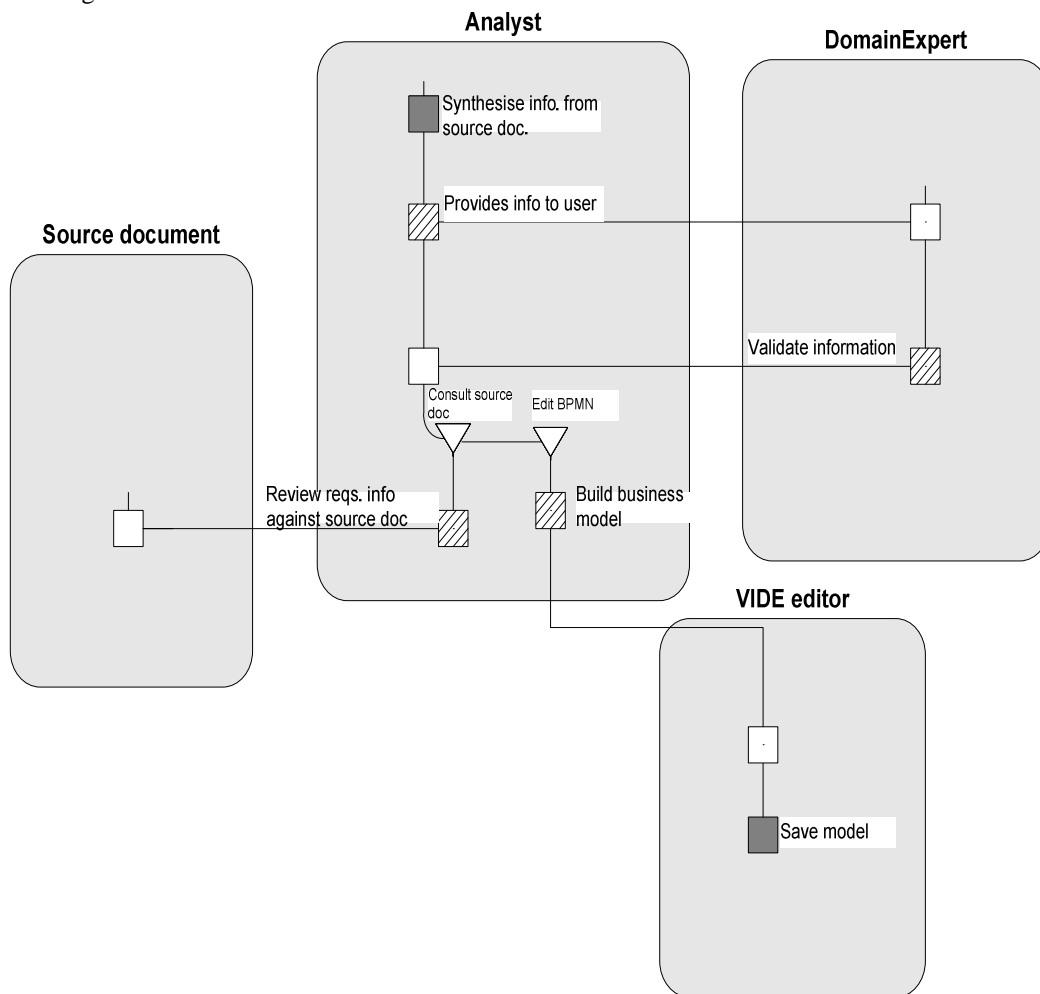 Analyst
DomainExpert
Synthesise info. from
source doc.
Provides info to user
Source document
Validate information
Consult source
doc
Edit BPMN
Review reqs. info
against source doc
Build business
model
VIDE editor
Save model